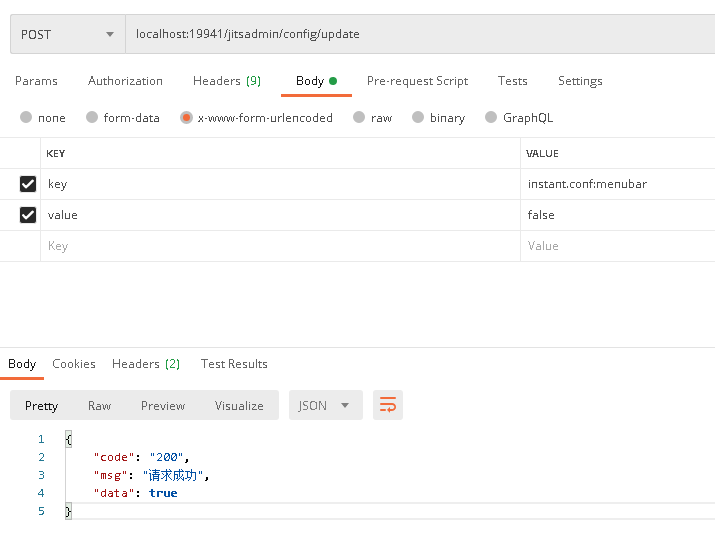 POST localhost:19941/jitsadmin/config/update
Params Authorization Headers (9) Body Pre-request Script Tests Settings
none form-data x-www-form-urlencoded raw binary GraphQL
KEY VALUE
key instant.conf:menubar
value false
Key Value
Body Cookies Headers (2) Test Results
Pretty Raw Preview Visualize JSON
1 {
2 "code": "200",
3 "msg": "请求成功",
4 "data": true
5 }